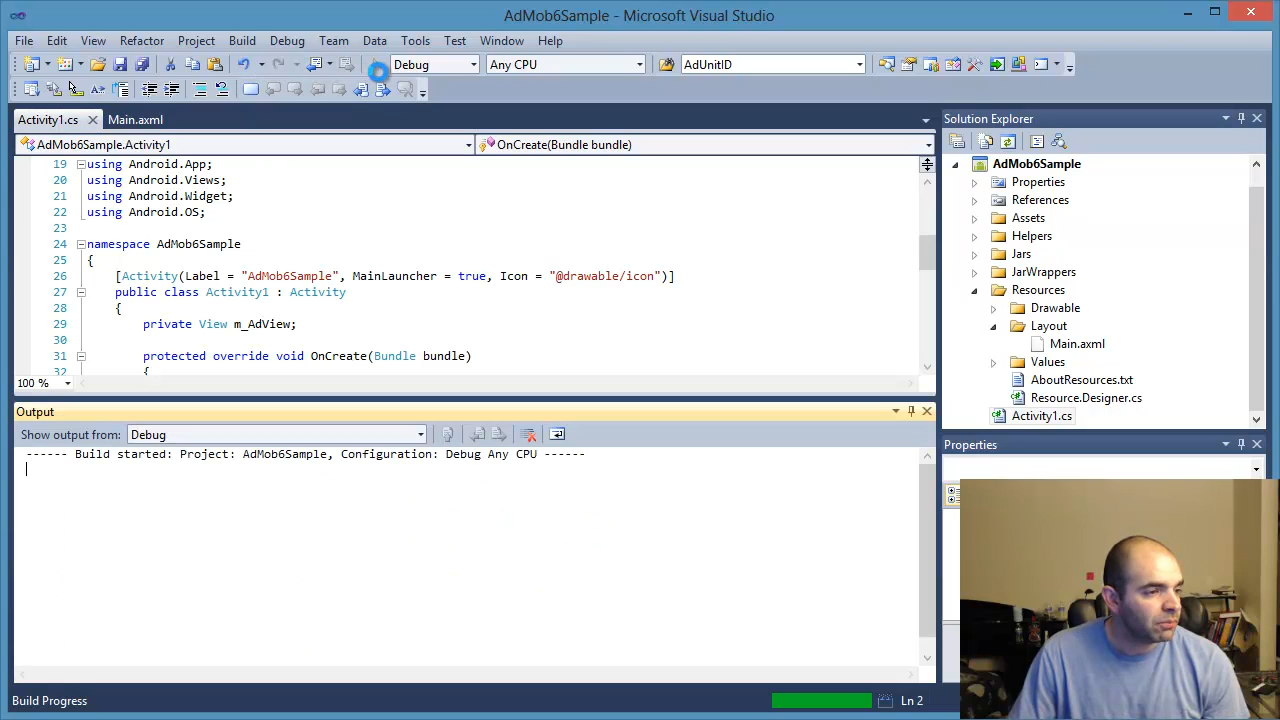 AdMob6Sample - Microsoft Visual Studio
File Edit View Refactor Project Build Debug Team Data Tools Test Window Help
Debug Any CPU AdUnitID
Activity1.cs Main.axml
AdMob6Sample.Activity1 OnCreate(Bundle bundle)
19 using Android.App;
20 using Android.Views;
21 using Android.Widget;
22 using Android.OS;
23
24 namespace AdMob6Sample
25 {
26 [Activity(Label = "AdMob6Sample", MainLauncher = true, Icon = "@drawable/icon")]
27 public class Activity1 : Activity
28 {
29 private View m_AdView;
30
31 protected override void OnCreate(Bundle bundle)
32 {
100 %
Output
Show output from: Debug
------ Build started: Project: AdMob6Sample, Configuration: Debug Any CPU ------
Build Progress Ln 2
Solution Explorer
AdMob6Sample
Properties
References
Assets
Helpers
Jars
JarWrappers
Resources
Drawable
Layout
Main.axml
Values
AboutResources.txt
Resource.Designer.cs
Activity1.cs
Properties